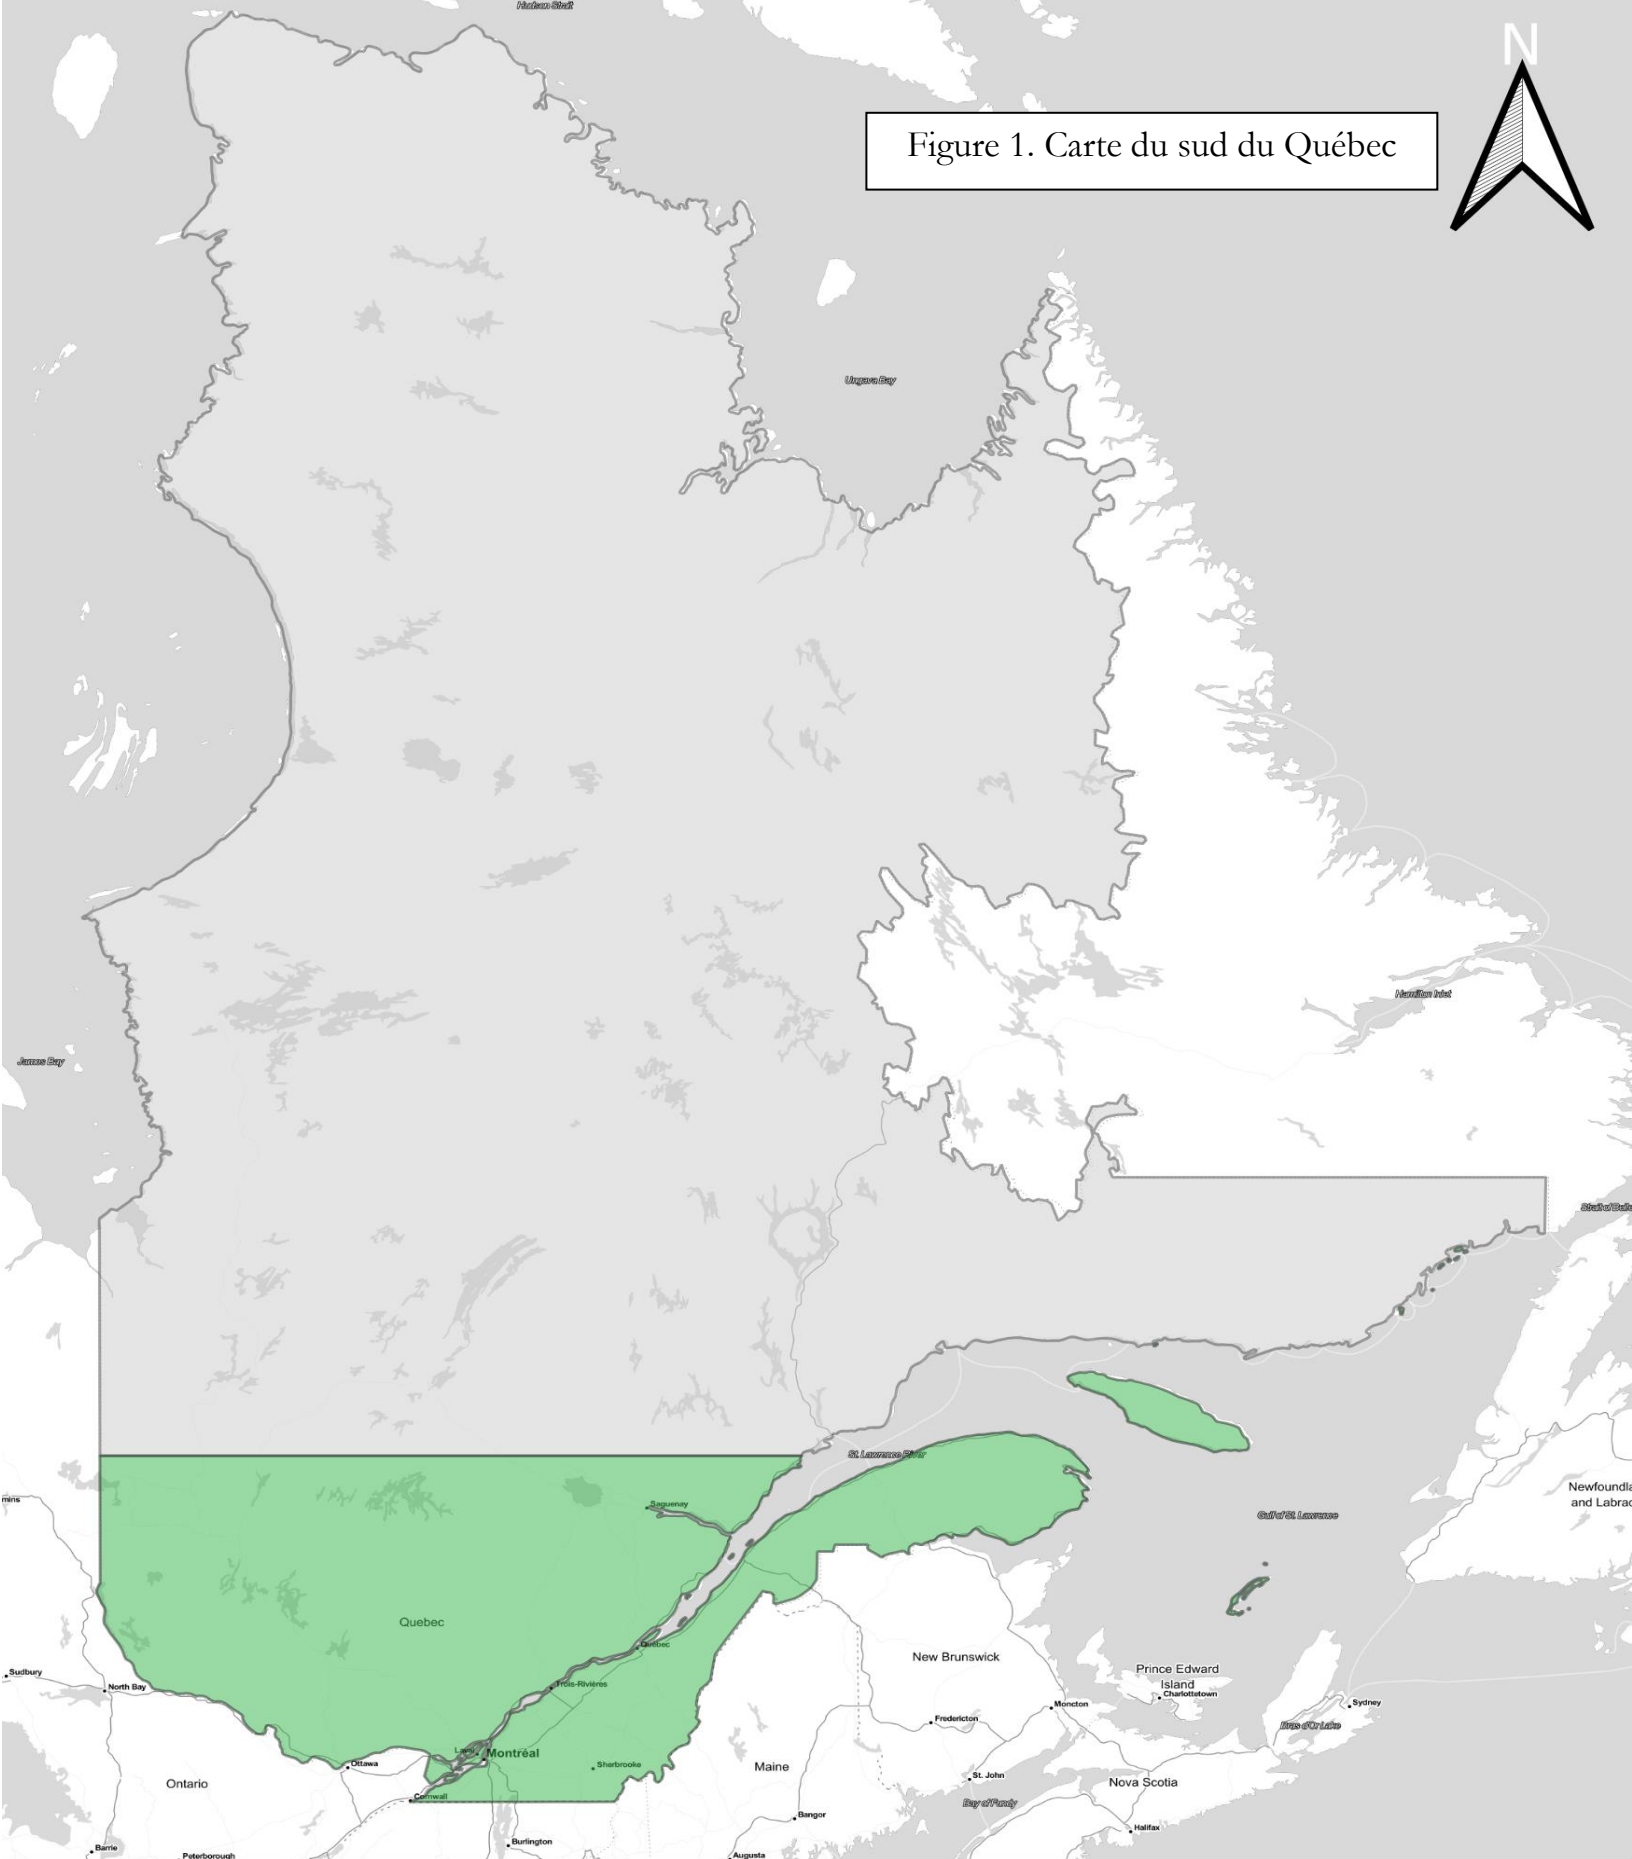 Hudson Strait
N
Figure 1. Carte du sud du Québec
Ungava Bay
Hamilton Inlet
James Bay
St. Lawrence River
Saguenay
Gulf of St. Lawrence
Quebec
Québec
Trois-Rivières
Laval
Montréal
Sherbrooke
Sudbury
North Bay
Ottawa
Cornwall
Ontario
Barrie
Peterborough
Burlington
Maine
Bangor
Augusta
New Brunswick
Fredericton
Moncton
St. John
Bay of Fundy
Prince Edward
Island
Charlottetown
Nova Scotia
Halifax
Sydney
Bras d'Or Lake
Newfoundla
and Labrad
mins